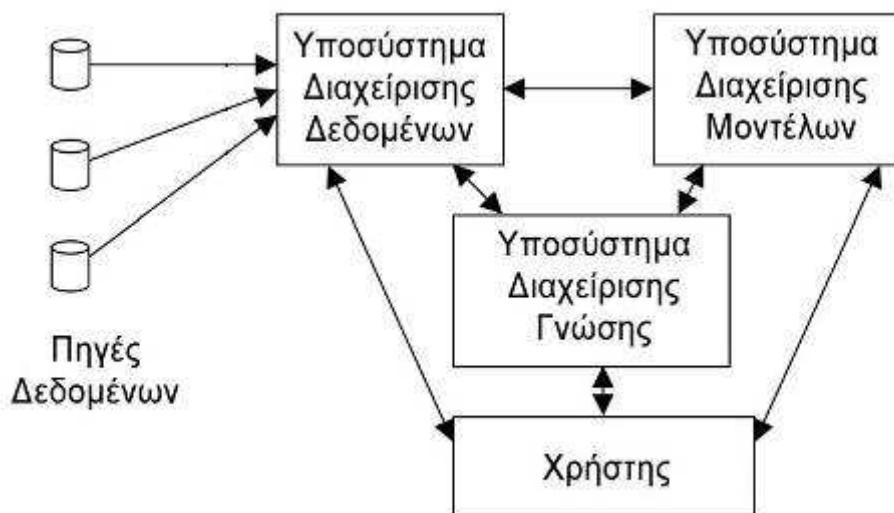 Υποσύστημα
Διαχείρισης
Δεδομένων
Υποσύστημα
Διαχείρισης
Μοντέλων
Υποσύστημα
Διαχείρισης
Γνώσης
Πηγές
Δεδομένων
Χρήστης